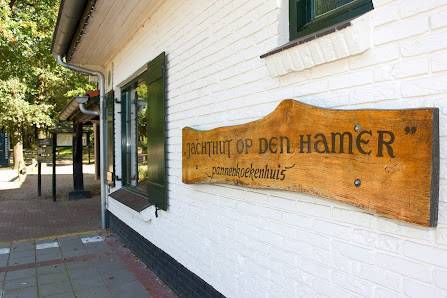 "JACHTHUT OP DEN HAMER"
pannenkoekenhuis